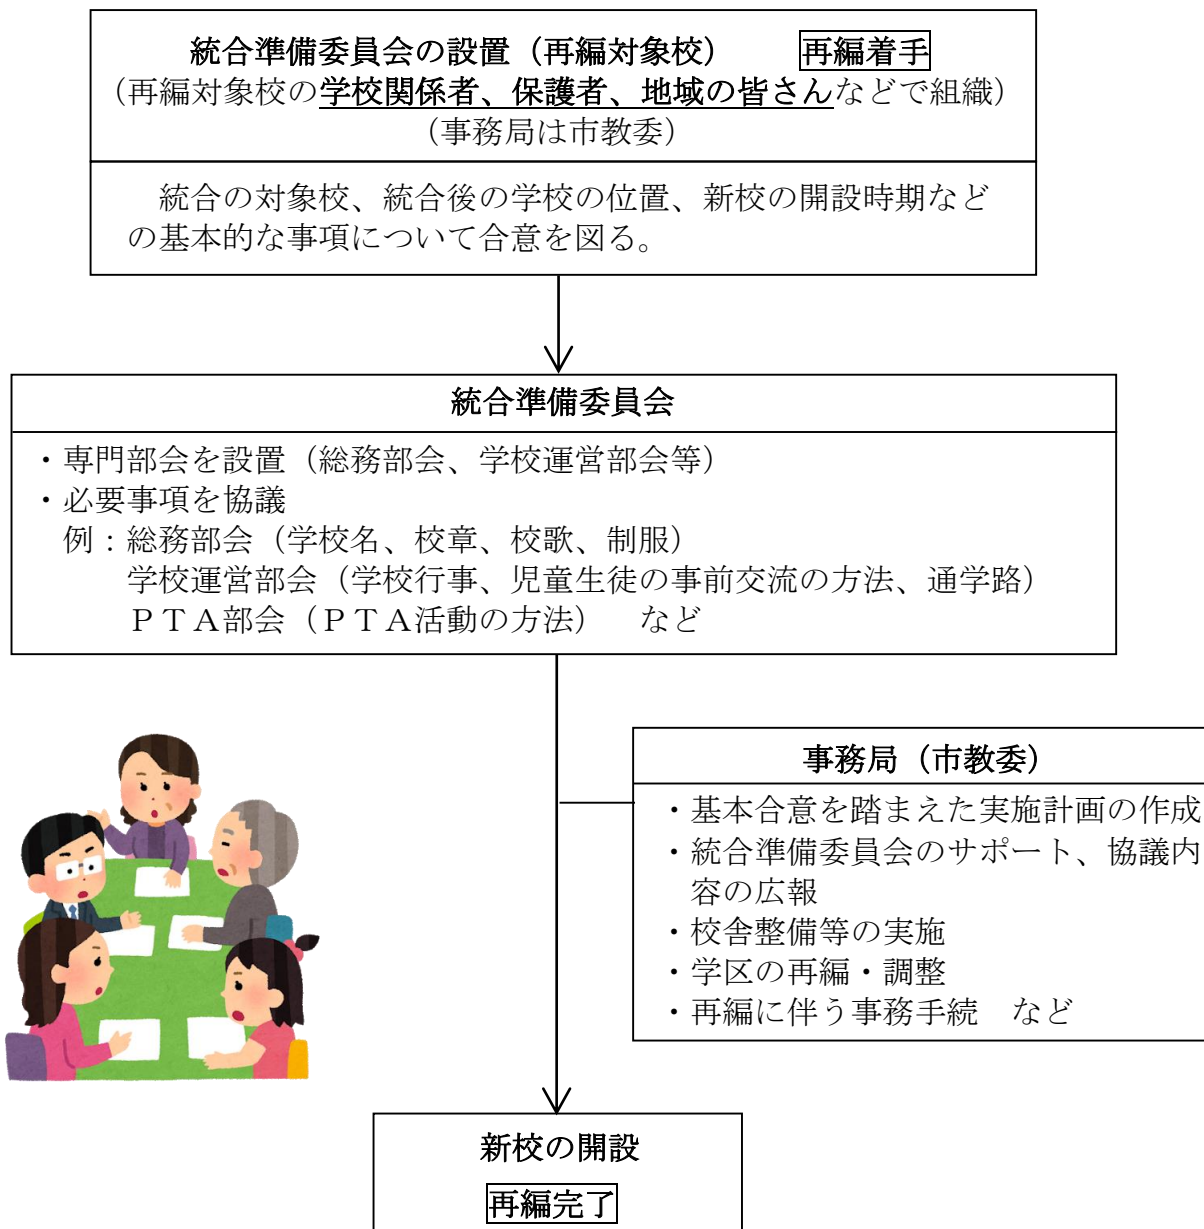 統合準備委員会の設置（再編対象校）　　再編着手
（再編対象校の学校関係者、保護者、地域の皆さんなどで組織）
（事務局は市教委）
統合の対象校、統合後の学校の位置、新校の開設時期など
の基本的な事項について合意を図る。
統合準備委員会
・専門部会を設置（総務部会、学校運営部会等）
・必要事項を協議
例：総務部会（学校名、校章、校歌、制服）
学校運営部会（学校行事、児童生徒の事前交流の方法、通学路）
ＰＴＡ部会（ＰＴＡ活動の方法）　など
事務局（市教委）
・基本合意を踏まえた実施計画の作成
・統合準備委員会のサポート、協議内
容の広報
・校舎整備等の実施
・学区の再編・調整
・再編に伴う事務手続　など
新校の開設
再編完了